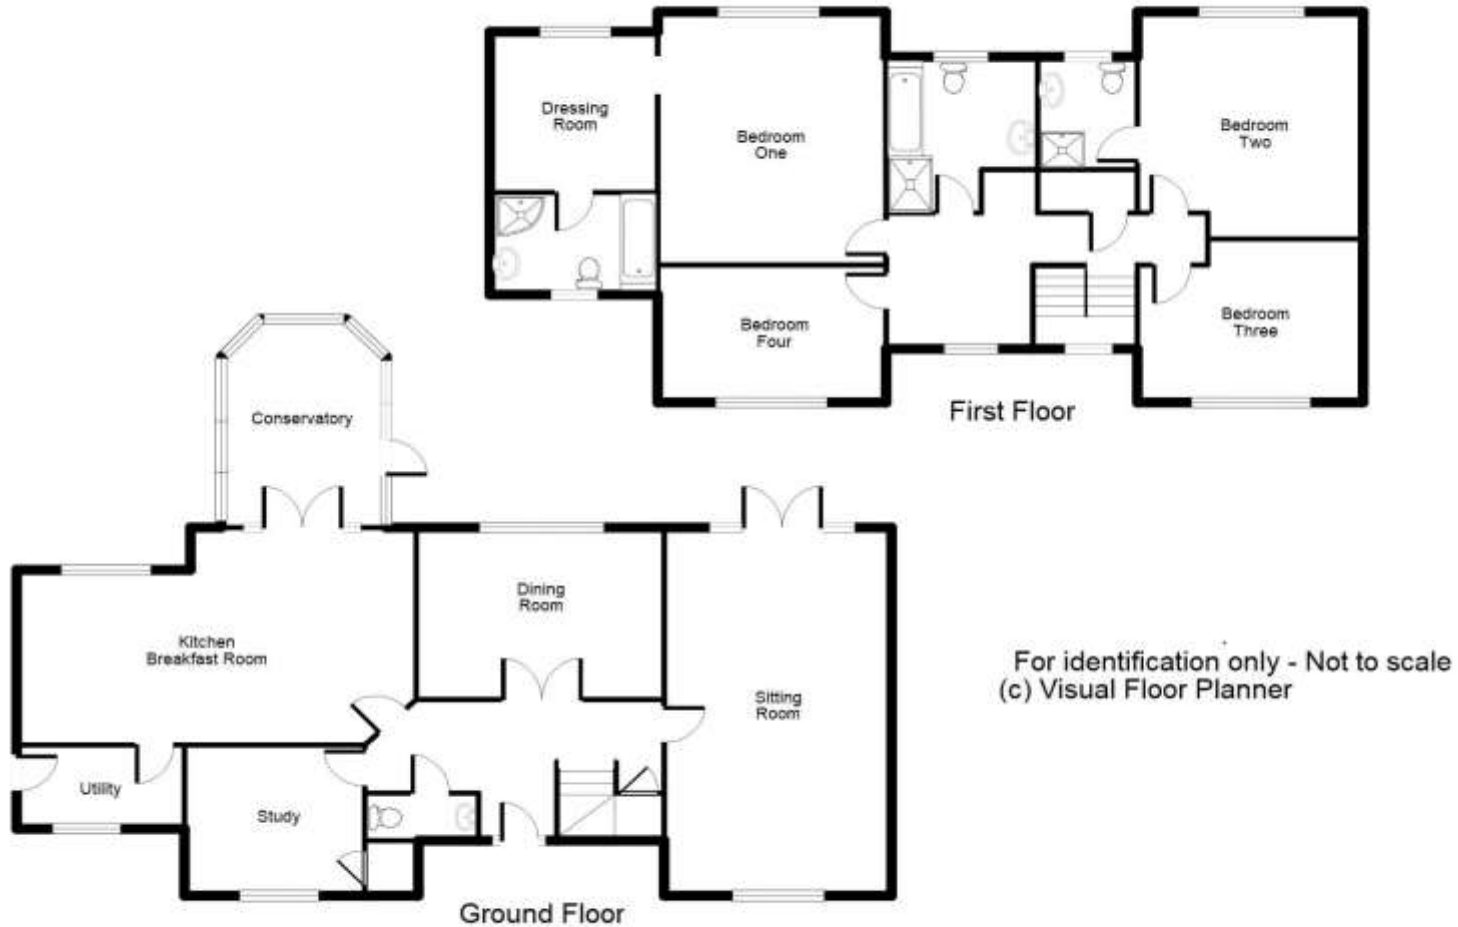 Dressing
Room
Bedroom
One
Bedroom
Two
Bedroom
Four
Bedroom
Three
First Floor
Conservatory
Dining
Room
Kitchen
Breakfast Room
Sitting
Room
Utility
Study
Ground Floor
For identification only - Not to scale
(c) Visual Floor Planner